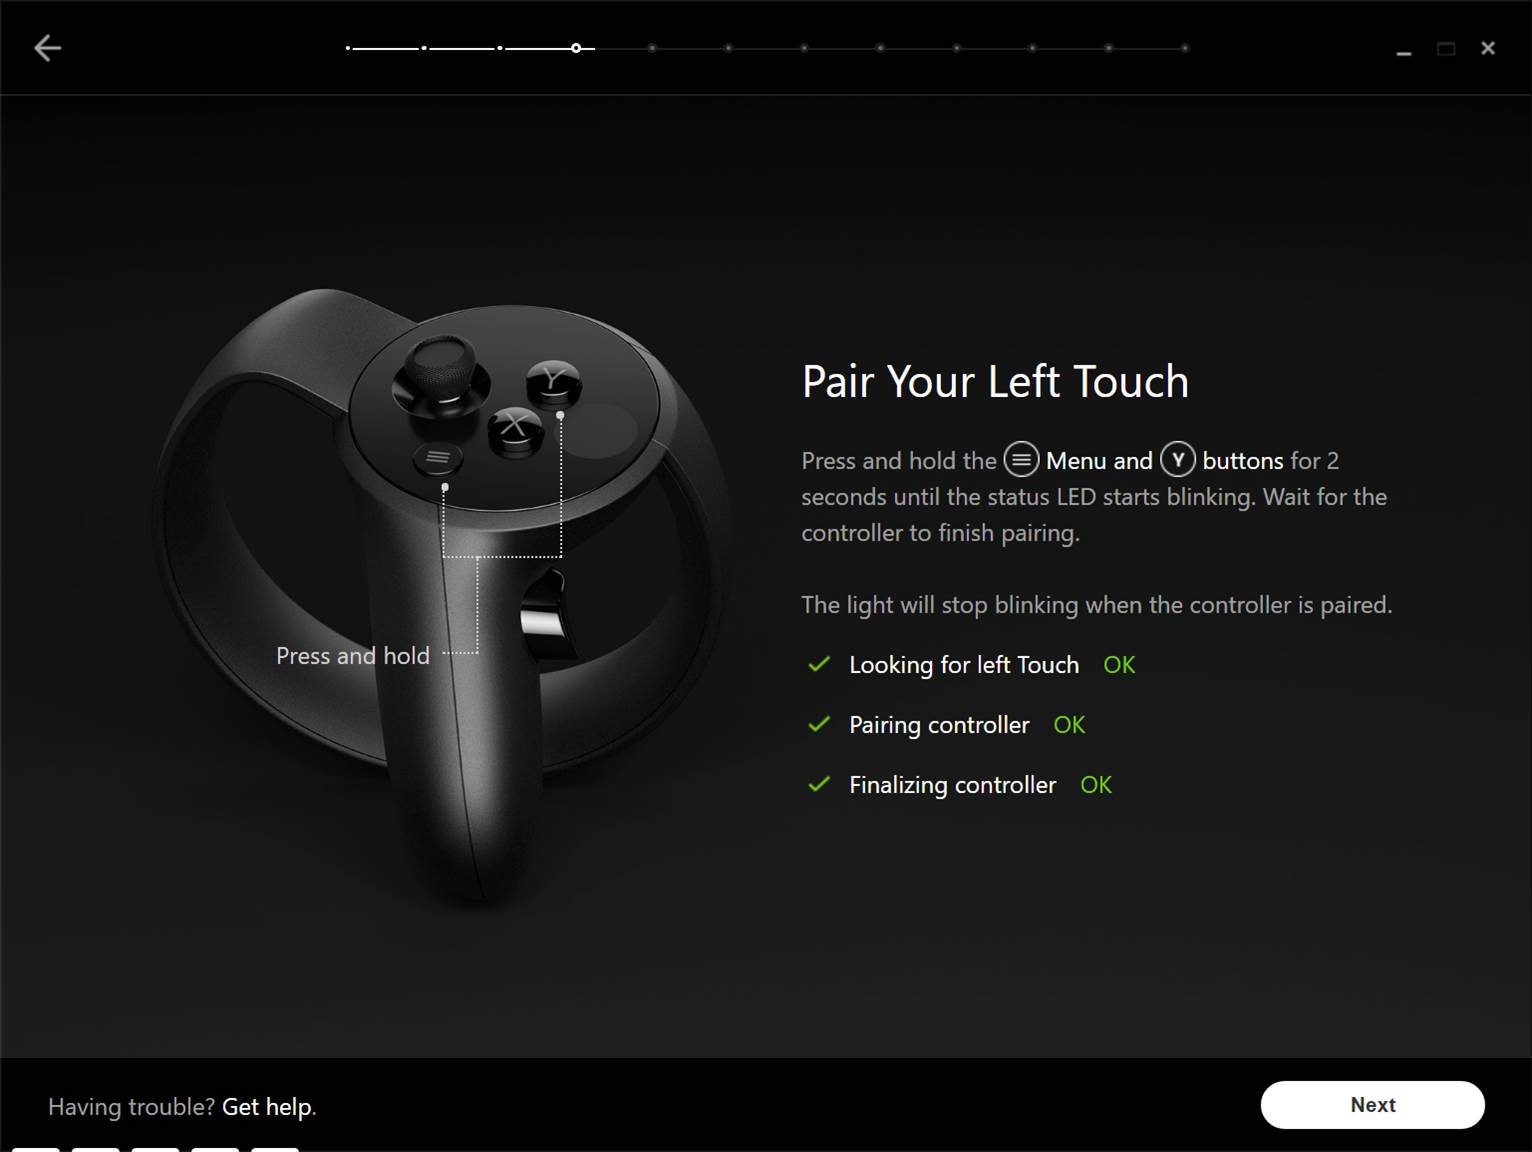 Y
X
Press and hold
Pair Your Left Touch
Press and hold the Menu and Y buttons for 2
seconds until the status LED starts blinking. Wait for the
controller to finish pairing.
The light will stop blinking when the controller is paired.
Looking for left Touch OK
Pairing controller OK
Finalizing controller OK
Having trouble? Get help.
Next